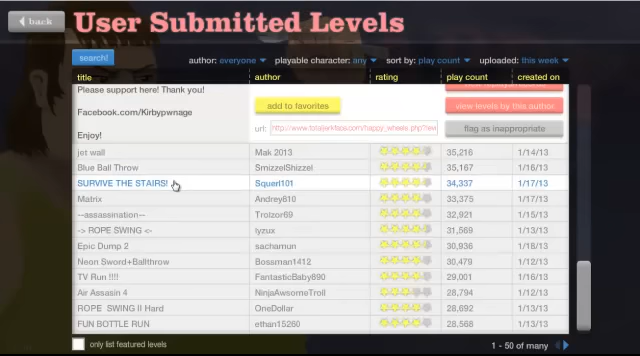 back
User Submitted Levels
search!
author: everyone playable character: any sort by: play count uploaded: this week
title author rating play count created on
Please support here! Thank you!
Facebook.com/Kirbypwnage
add to favorites view levels by this author
Enjoy! url: flag as inappropriate
jet wall Mak 2013 35,216 1/14/13
Blue Ball Throw SmizzelShizzel 35,167 1/16/13
SURVIVE THE STAIRS! Squerl101 34,337 1/17/13
Matrix Andrey810 33,375 1/17/13
--assassination-- Trolzor69 32,921 1/15/13
-> ROPE SWING <- iyzux 31,569 1/13/13
Epic Dump 2 sachamun 30,936 1/18/13
Neon Sword+Ballthrow Bossman1412 30,479 1/12/13
TV Run !!!! FantasticBaby690 29,001 1/16/13
Air Assasin 4 NinjaAwsomeTroll 28,794 1/12/13
ROPE SWING II Hard OneDollar 28,692 1/13/13
FUN BOTTLE RUN ethan15260 28,568 1/13/13
only list featured levels 1 - 50 of many